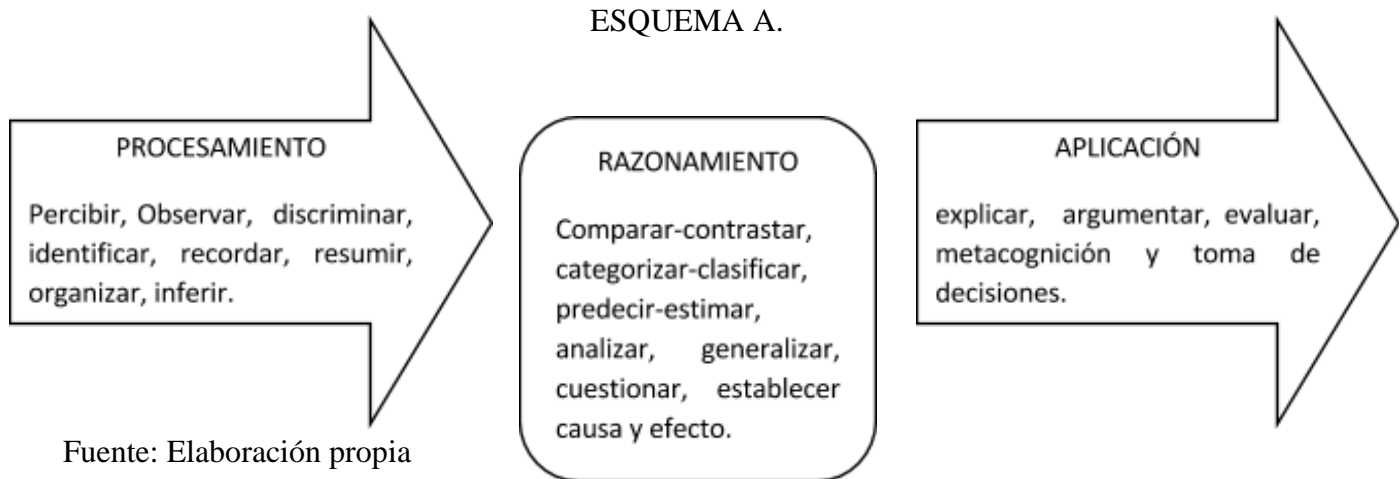 ESQUEMA A.
PROCESAMIENTO
Percibir, Observar, discriminar,
identificar, recordar, resumir,
organizar, inferir.
RAZONAMIENTO
Comparar-contrastar,
categorizar-clasificar,
predecir-estimar,
analizar, generalizar,
cuestionar, establecer
causa y efecto.
APLICACIÓN
explicar, argumentar, evaluar,
metacognición y toma de
decisiones.
Fuente: Elaboración propia